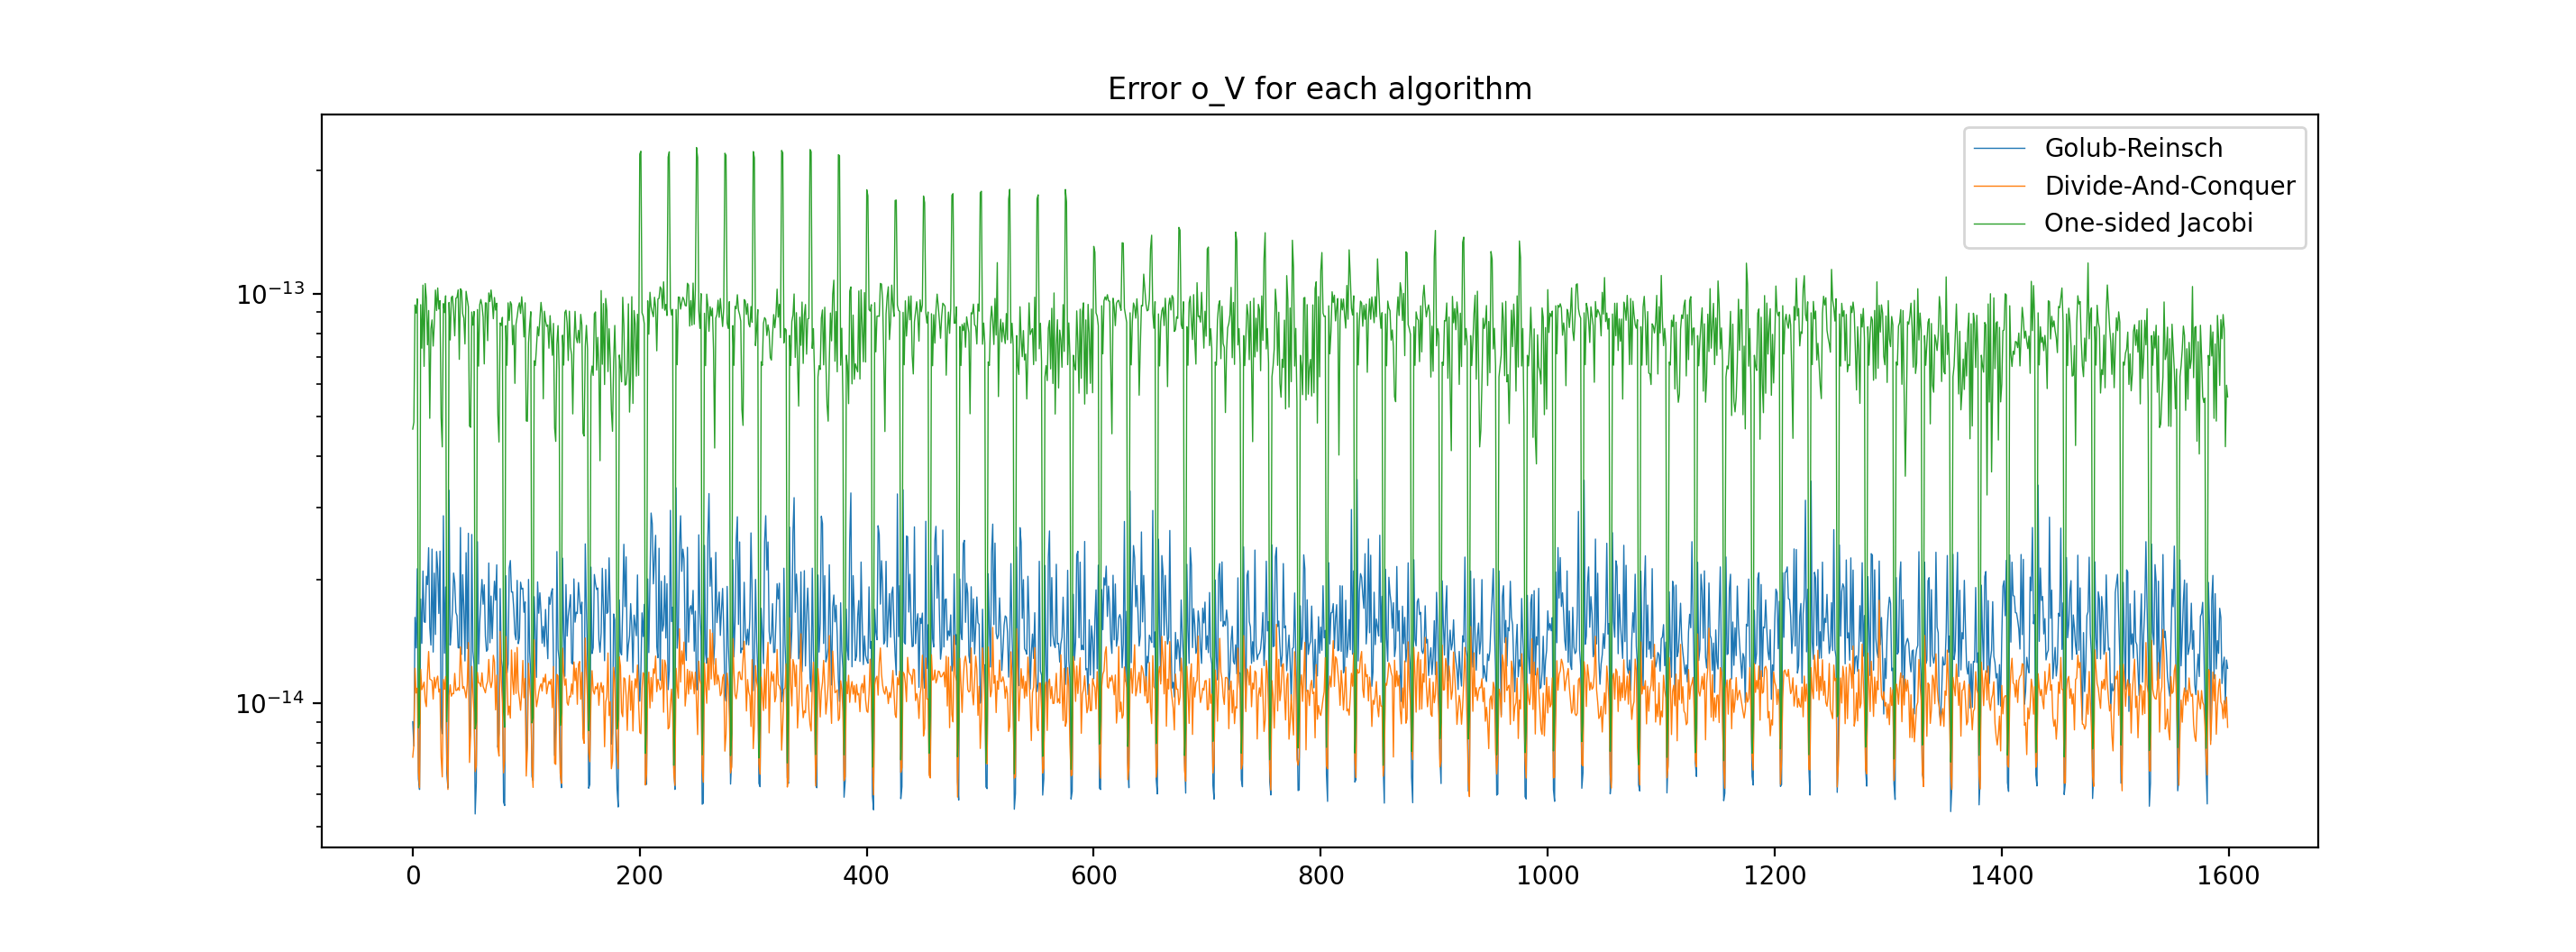 Error o_V for each algorithm
Golub-Reinsch
Divide-And-Conquer
One-sided Jacobi
10⁻¹³
10⁻¹⁴
0 200 400 600 800 1000 1200 1400 1600